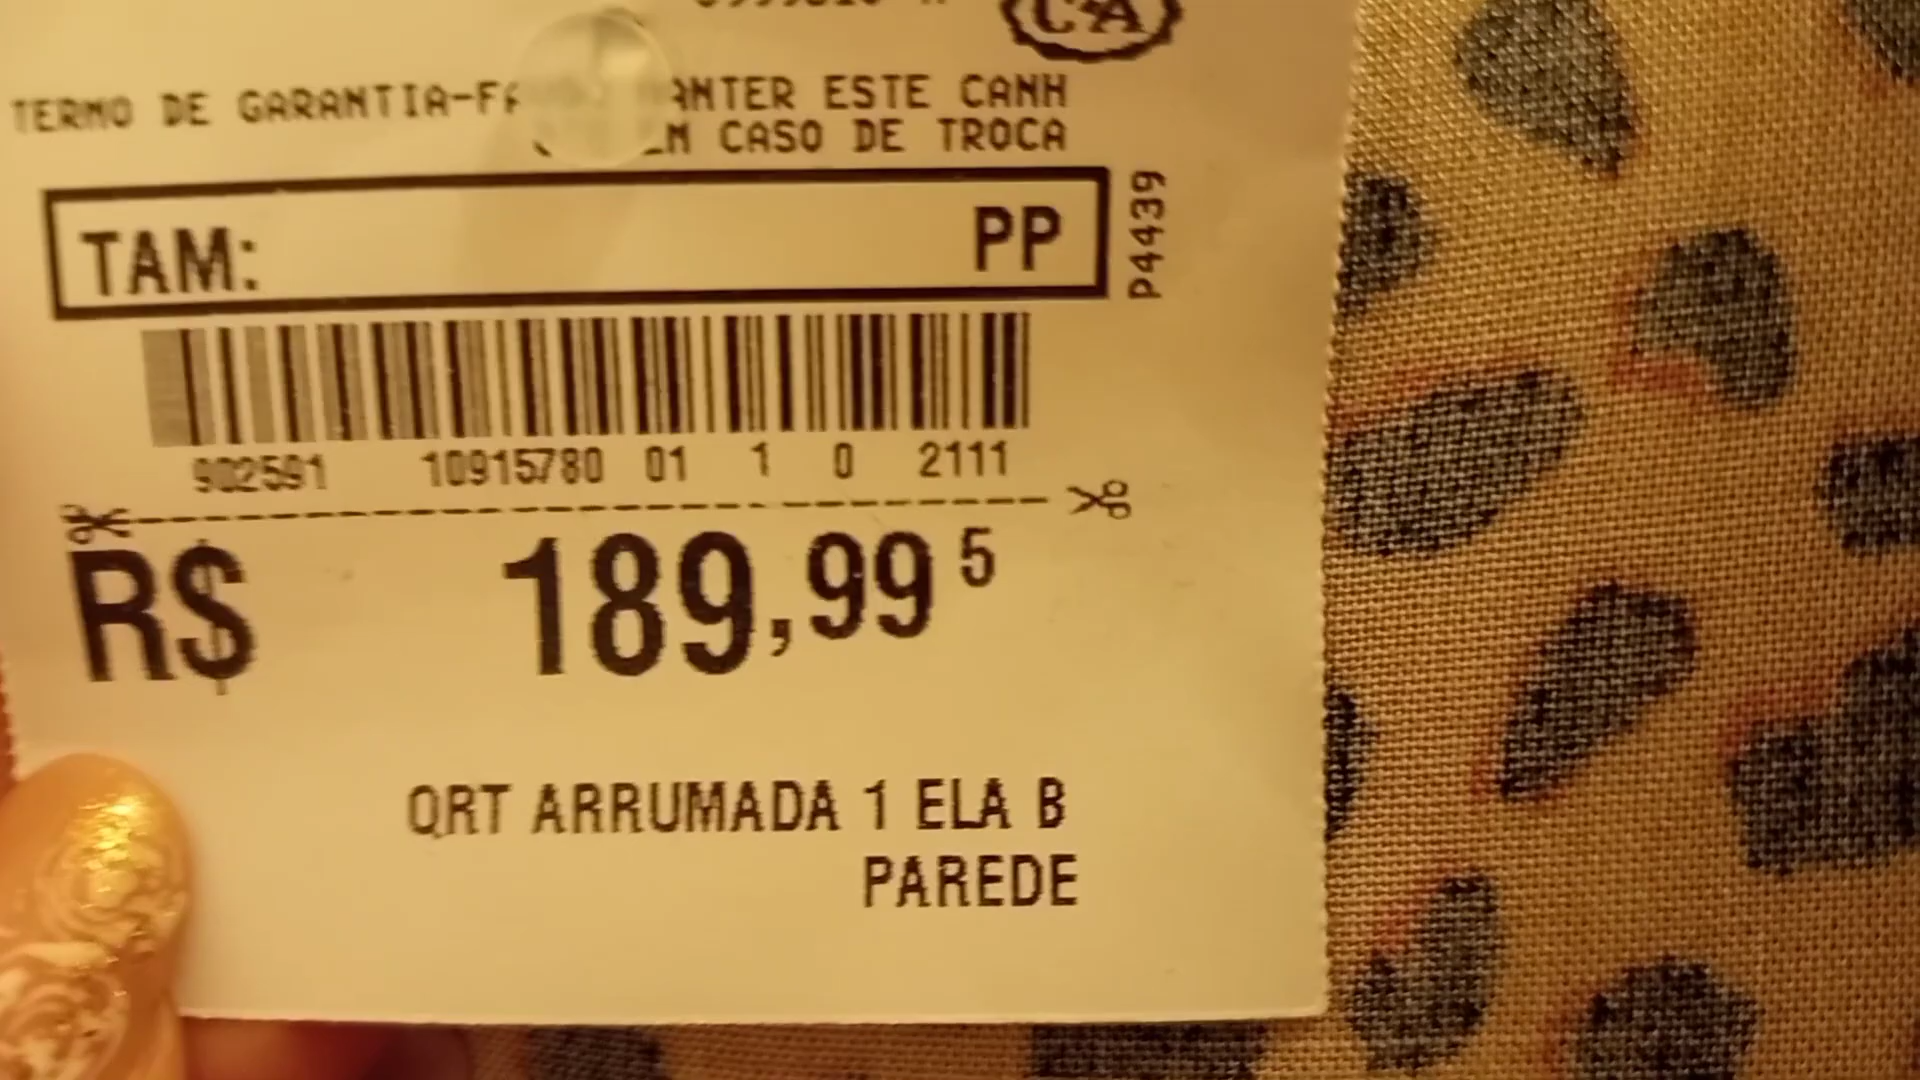 C&A
TERMO DE GARANTIA-FA ANTER ESTE CANH
EM CASO DE TROCA
TAM: PP
P4439
902591 10915780 01 1 0 2111
R$ 189,99 5
QRT ARRUMADA 1 ELA B
PAREDE